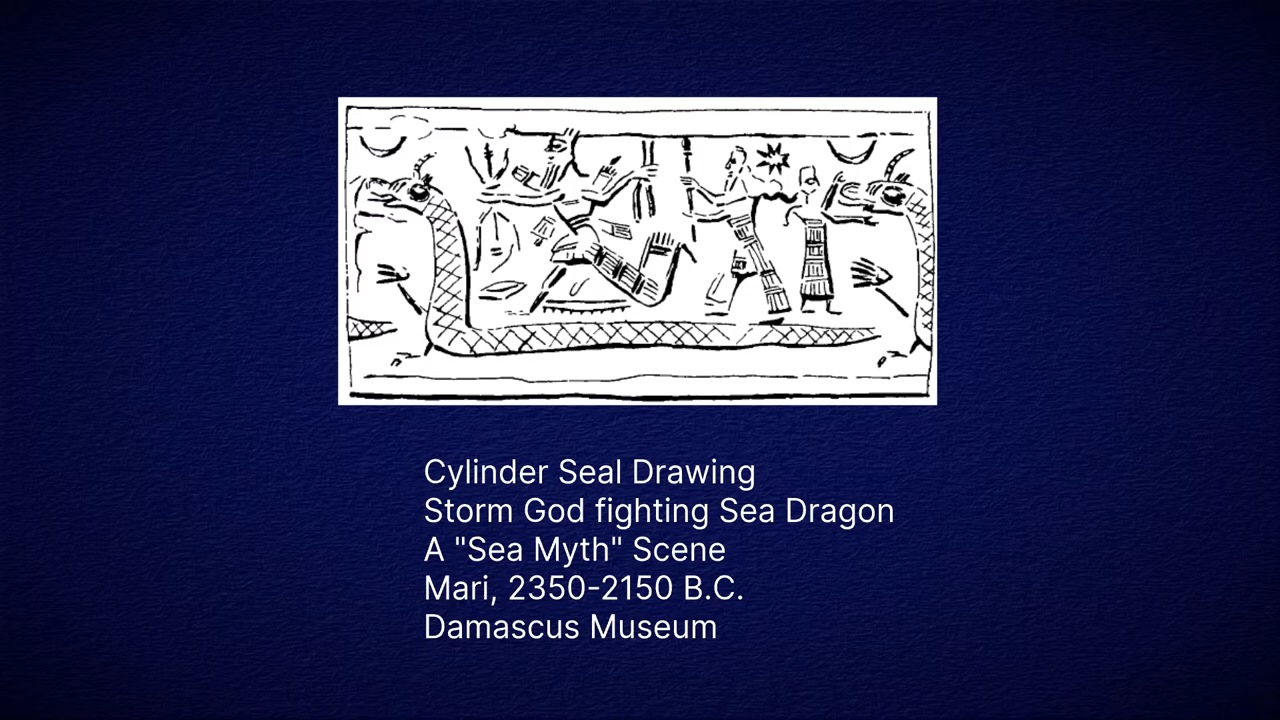 Cylinder Seal Drawing
Storm God fighting Sea Dragon
A "Sea Myth" Scene
Mari, 2350-2150 B.C.
Damascus Museum